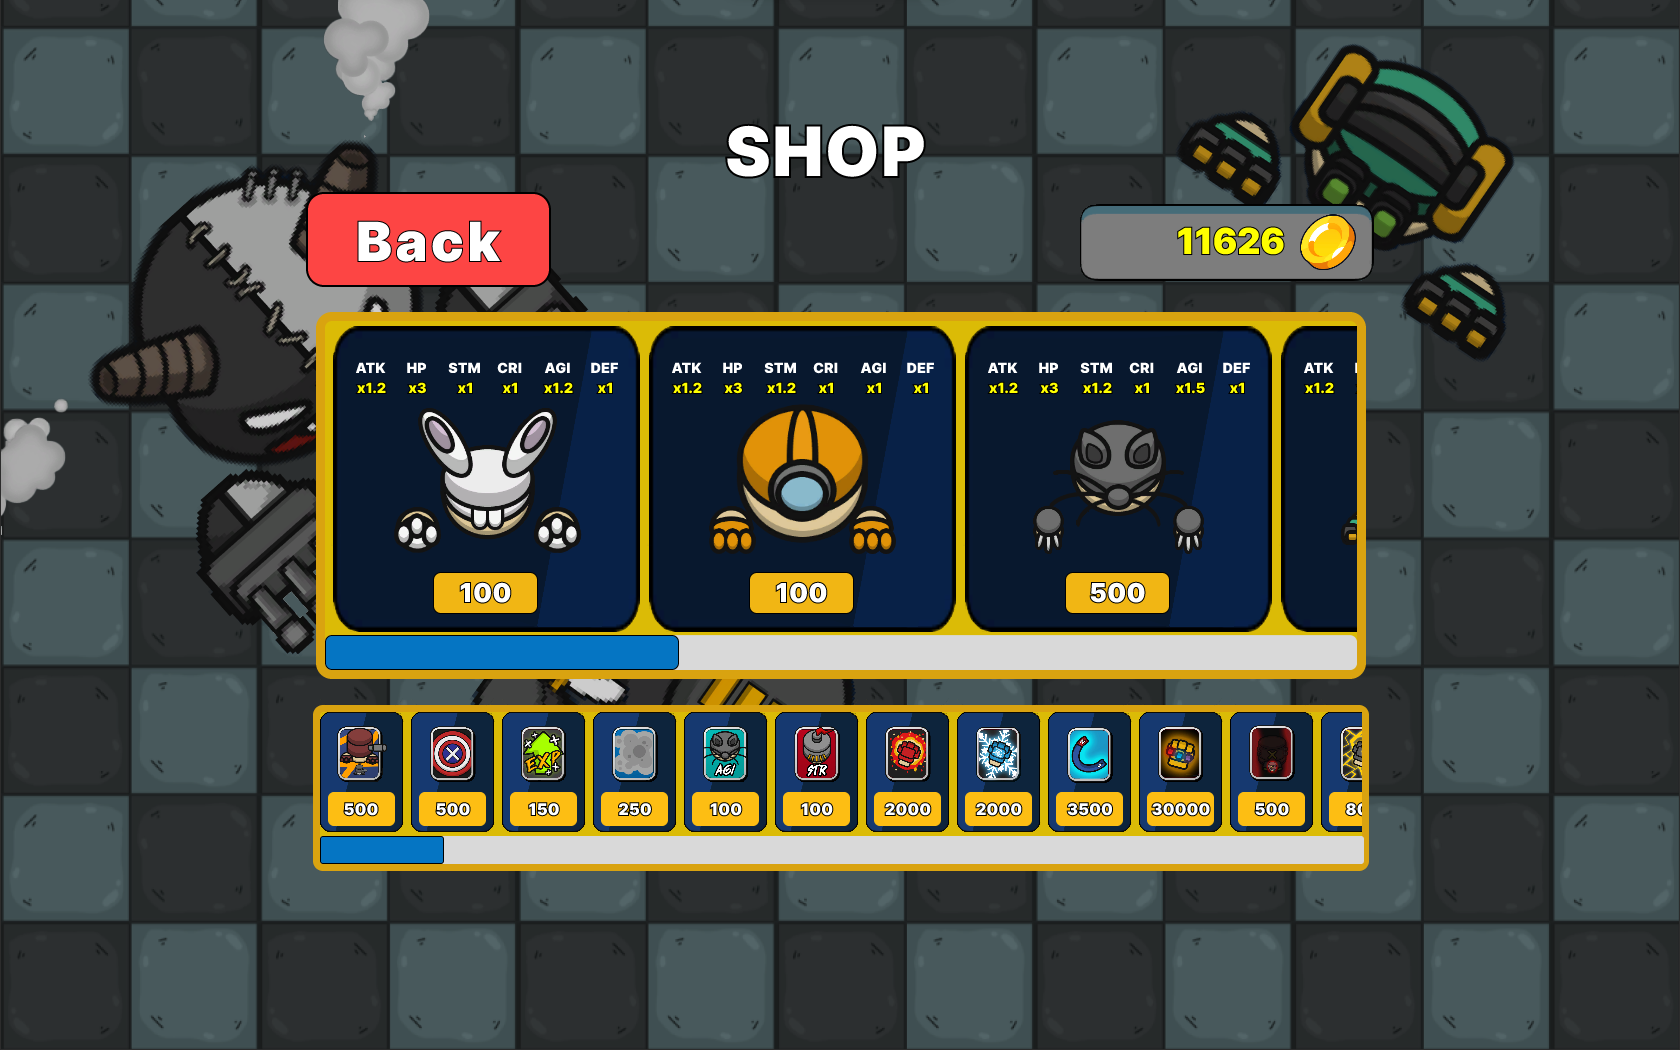 SHOP
Back
11626
ATK HP STM CRI AGI DEF
x1.2 x3 x1 x1 x1.2 x1
100
ATK HP STM CRI AGI DEF
x1.2 x3 x1.2 x1 x1 x1
100
ATK HP STM CRI AGI DEF
x1.2 x3 x1.2 x1 x1.5 x1
500
ATK
x1.2
EXP
AGI
STR
500 500 150 250 100 100 2000 2000 3500 30000 500